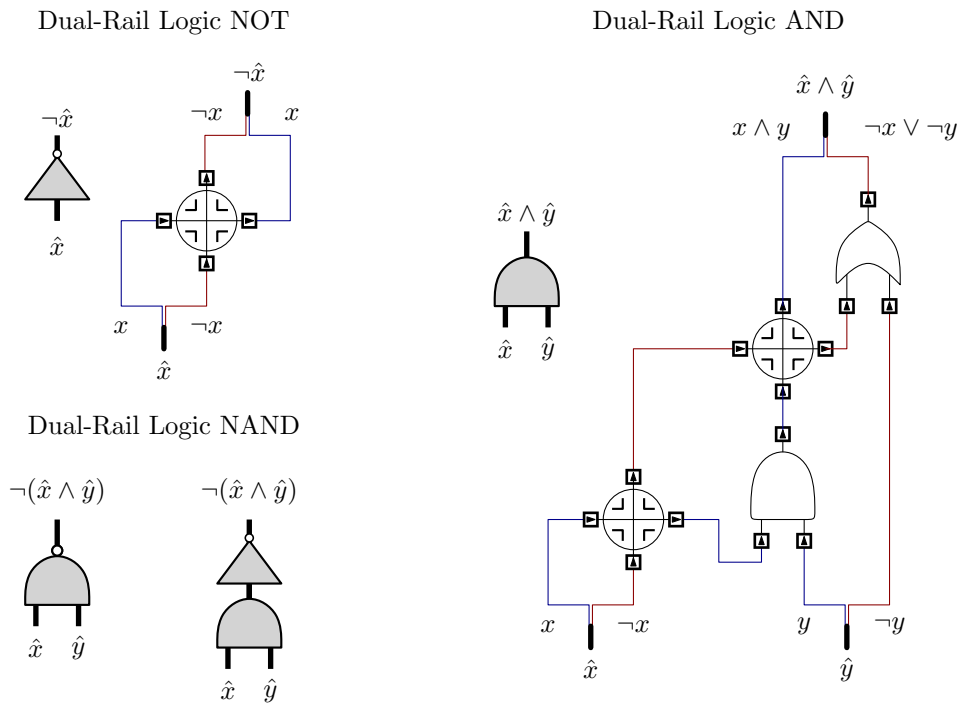 Dual-Rail Logic NOT
¬x̂
¬x x
¬x̂
x̂
x ¬x
x̂
Dual-Rail Logic NAND
¬(x̂ ∧ ŷ)
x̂ ŷ
¬(x̂ ∧ ŷ)
x̂ ŷ
Dual-Rail Logic AND
x̂ ∧ ŷ
x̂ ŷ
x̂ ∧ ŷ
x ∧ y ¬x ∨ ¬y
x ¬x
x̂
y ¬y
ŷ